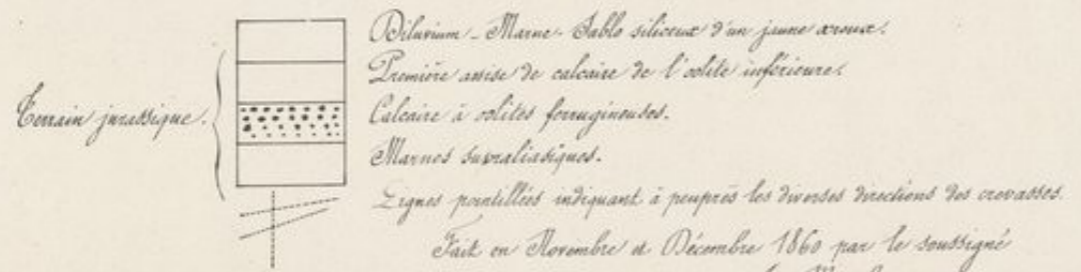 Diluvium - Marne - Sable siliceux d'un jaune
Première assise de calcaire de l'oolite inférieure.
Terrain jurassique.
Calcaire à oolites ferrugineuses.
Marnes supraliasiques.
Lignes pointillées indiquant à peuprès les diverses directions des crevasses.
Fait en Novembre et Décembre 1860 par le soussigné